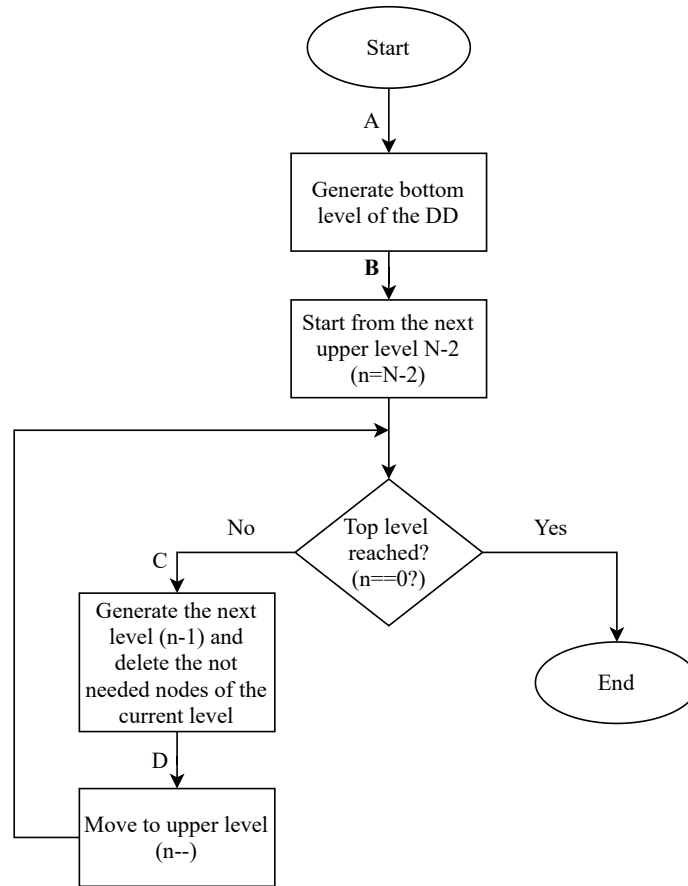 Start
A
Generate bottom
level of the DD
B
Start from the next
upper level N-2
(n=N-2)
No
Top level
reached?
(n==0?)
Yes
C
Generate the next
level (n-1) and
delete the not
needed nodes of the
current level
End
D
Move to upper level
(n--)